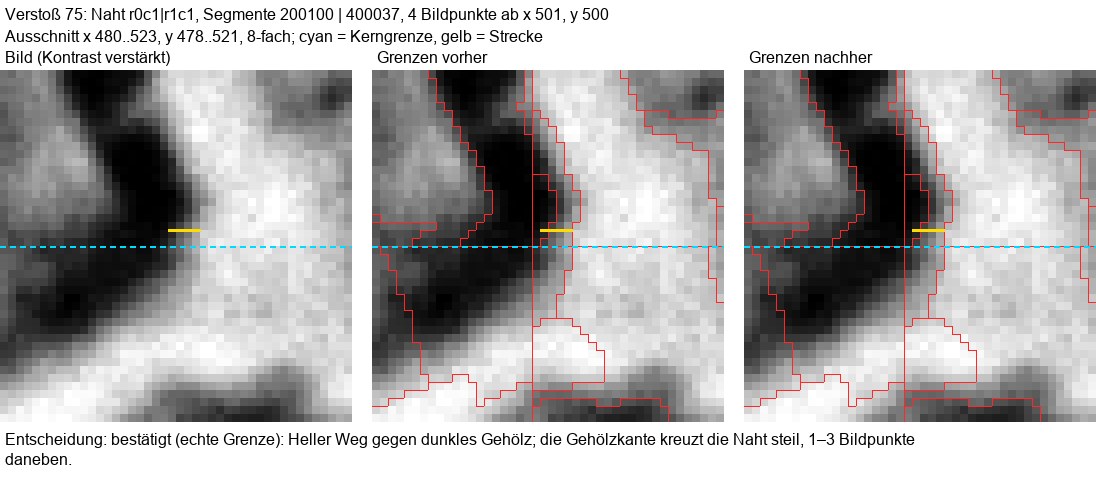 Verstoß 75: Naht r0c1|r1c1, Segmente 200100 | 400037, 4 Bildpunkte ab x 501, y 500
Ausschnitt x 480..523, y 478..521, 8-fach; cyan = Kerngrenze, gelb = Strecke
Bild (Kontrast verstärkt) Grenzen vorher Grenzen nachher
Entscheidung: bestätigt (echte Grenze): Heller Weg gegen dunkles Gehölz; die Gehölzkante kreuzt die Naht steil, 1–3 Bildpunkte
daneben.